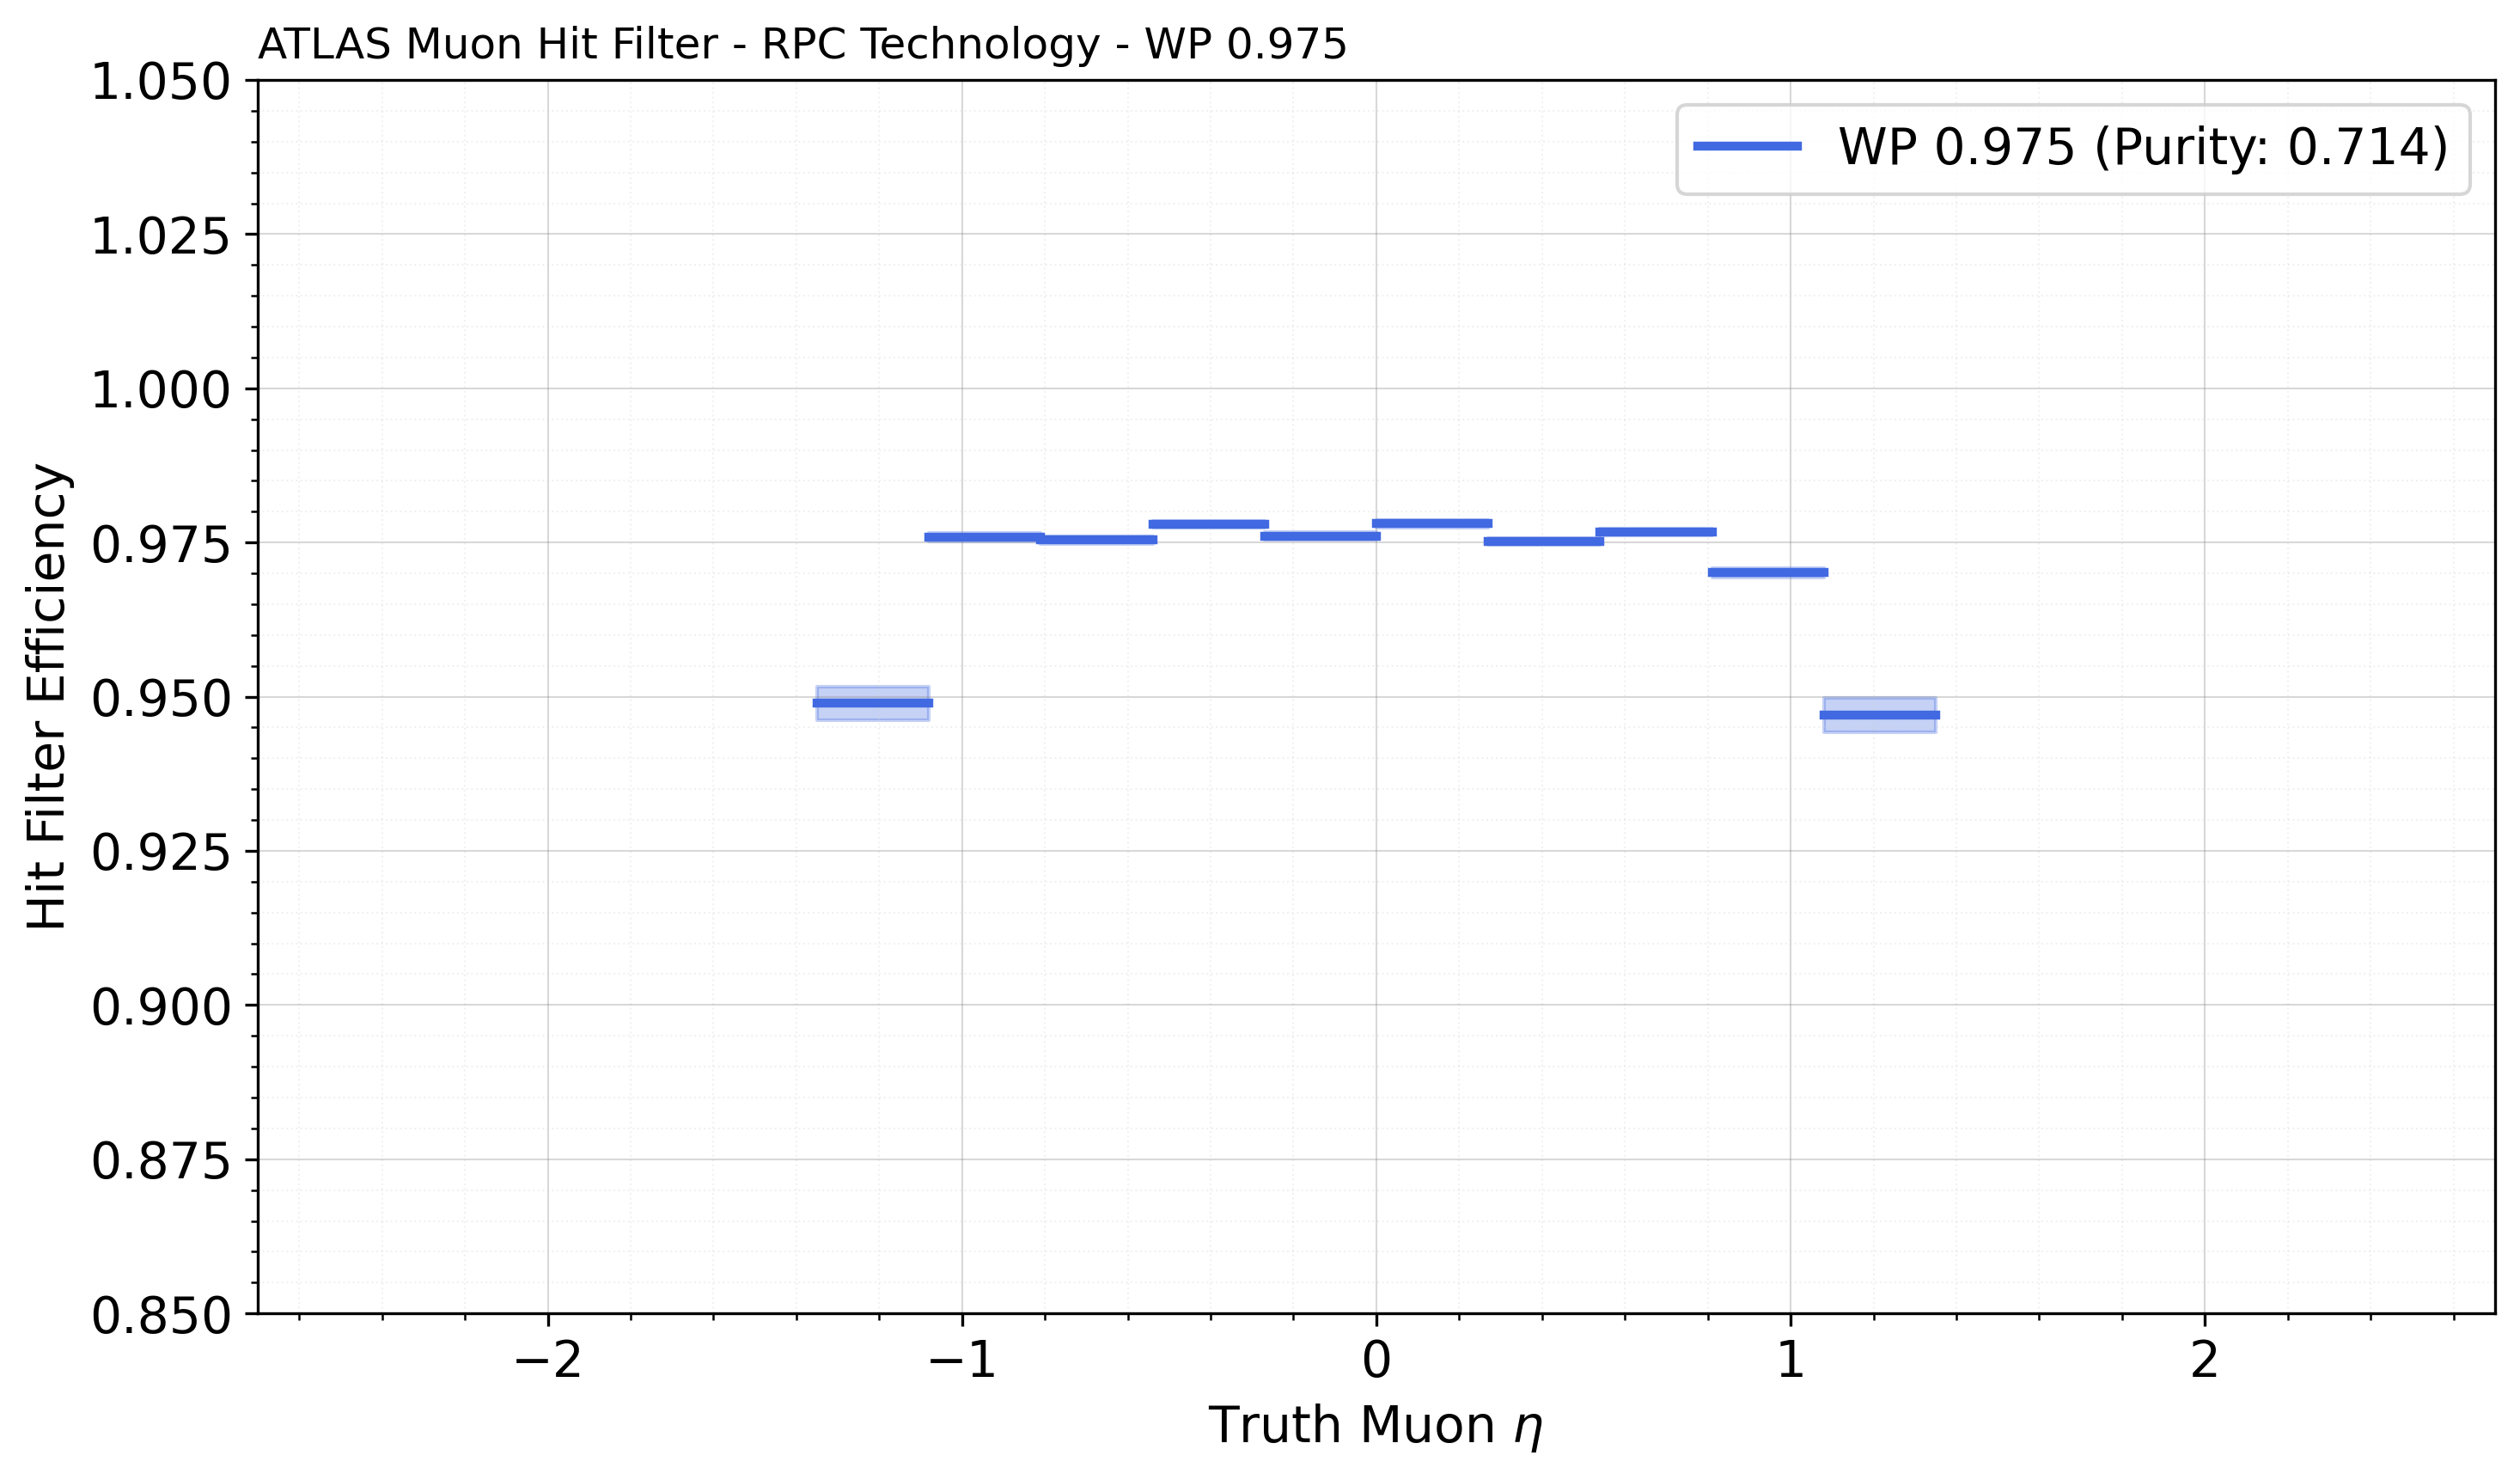 ATLAS Muon Hit Filter - RPC Technology - WP 0.975
1.050
WP 0.975 (Purity: 0.714)
1.025
1.000
0.975
0.950
0.925
0.900
0.875
0.850
Hit Filter Efficiency
−2 −1 0 1 2
Truth Muon η